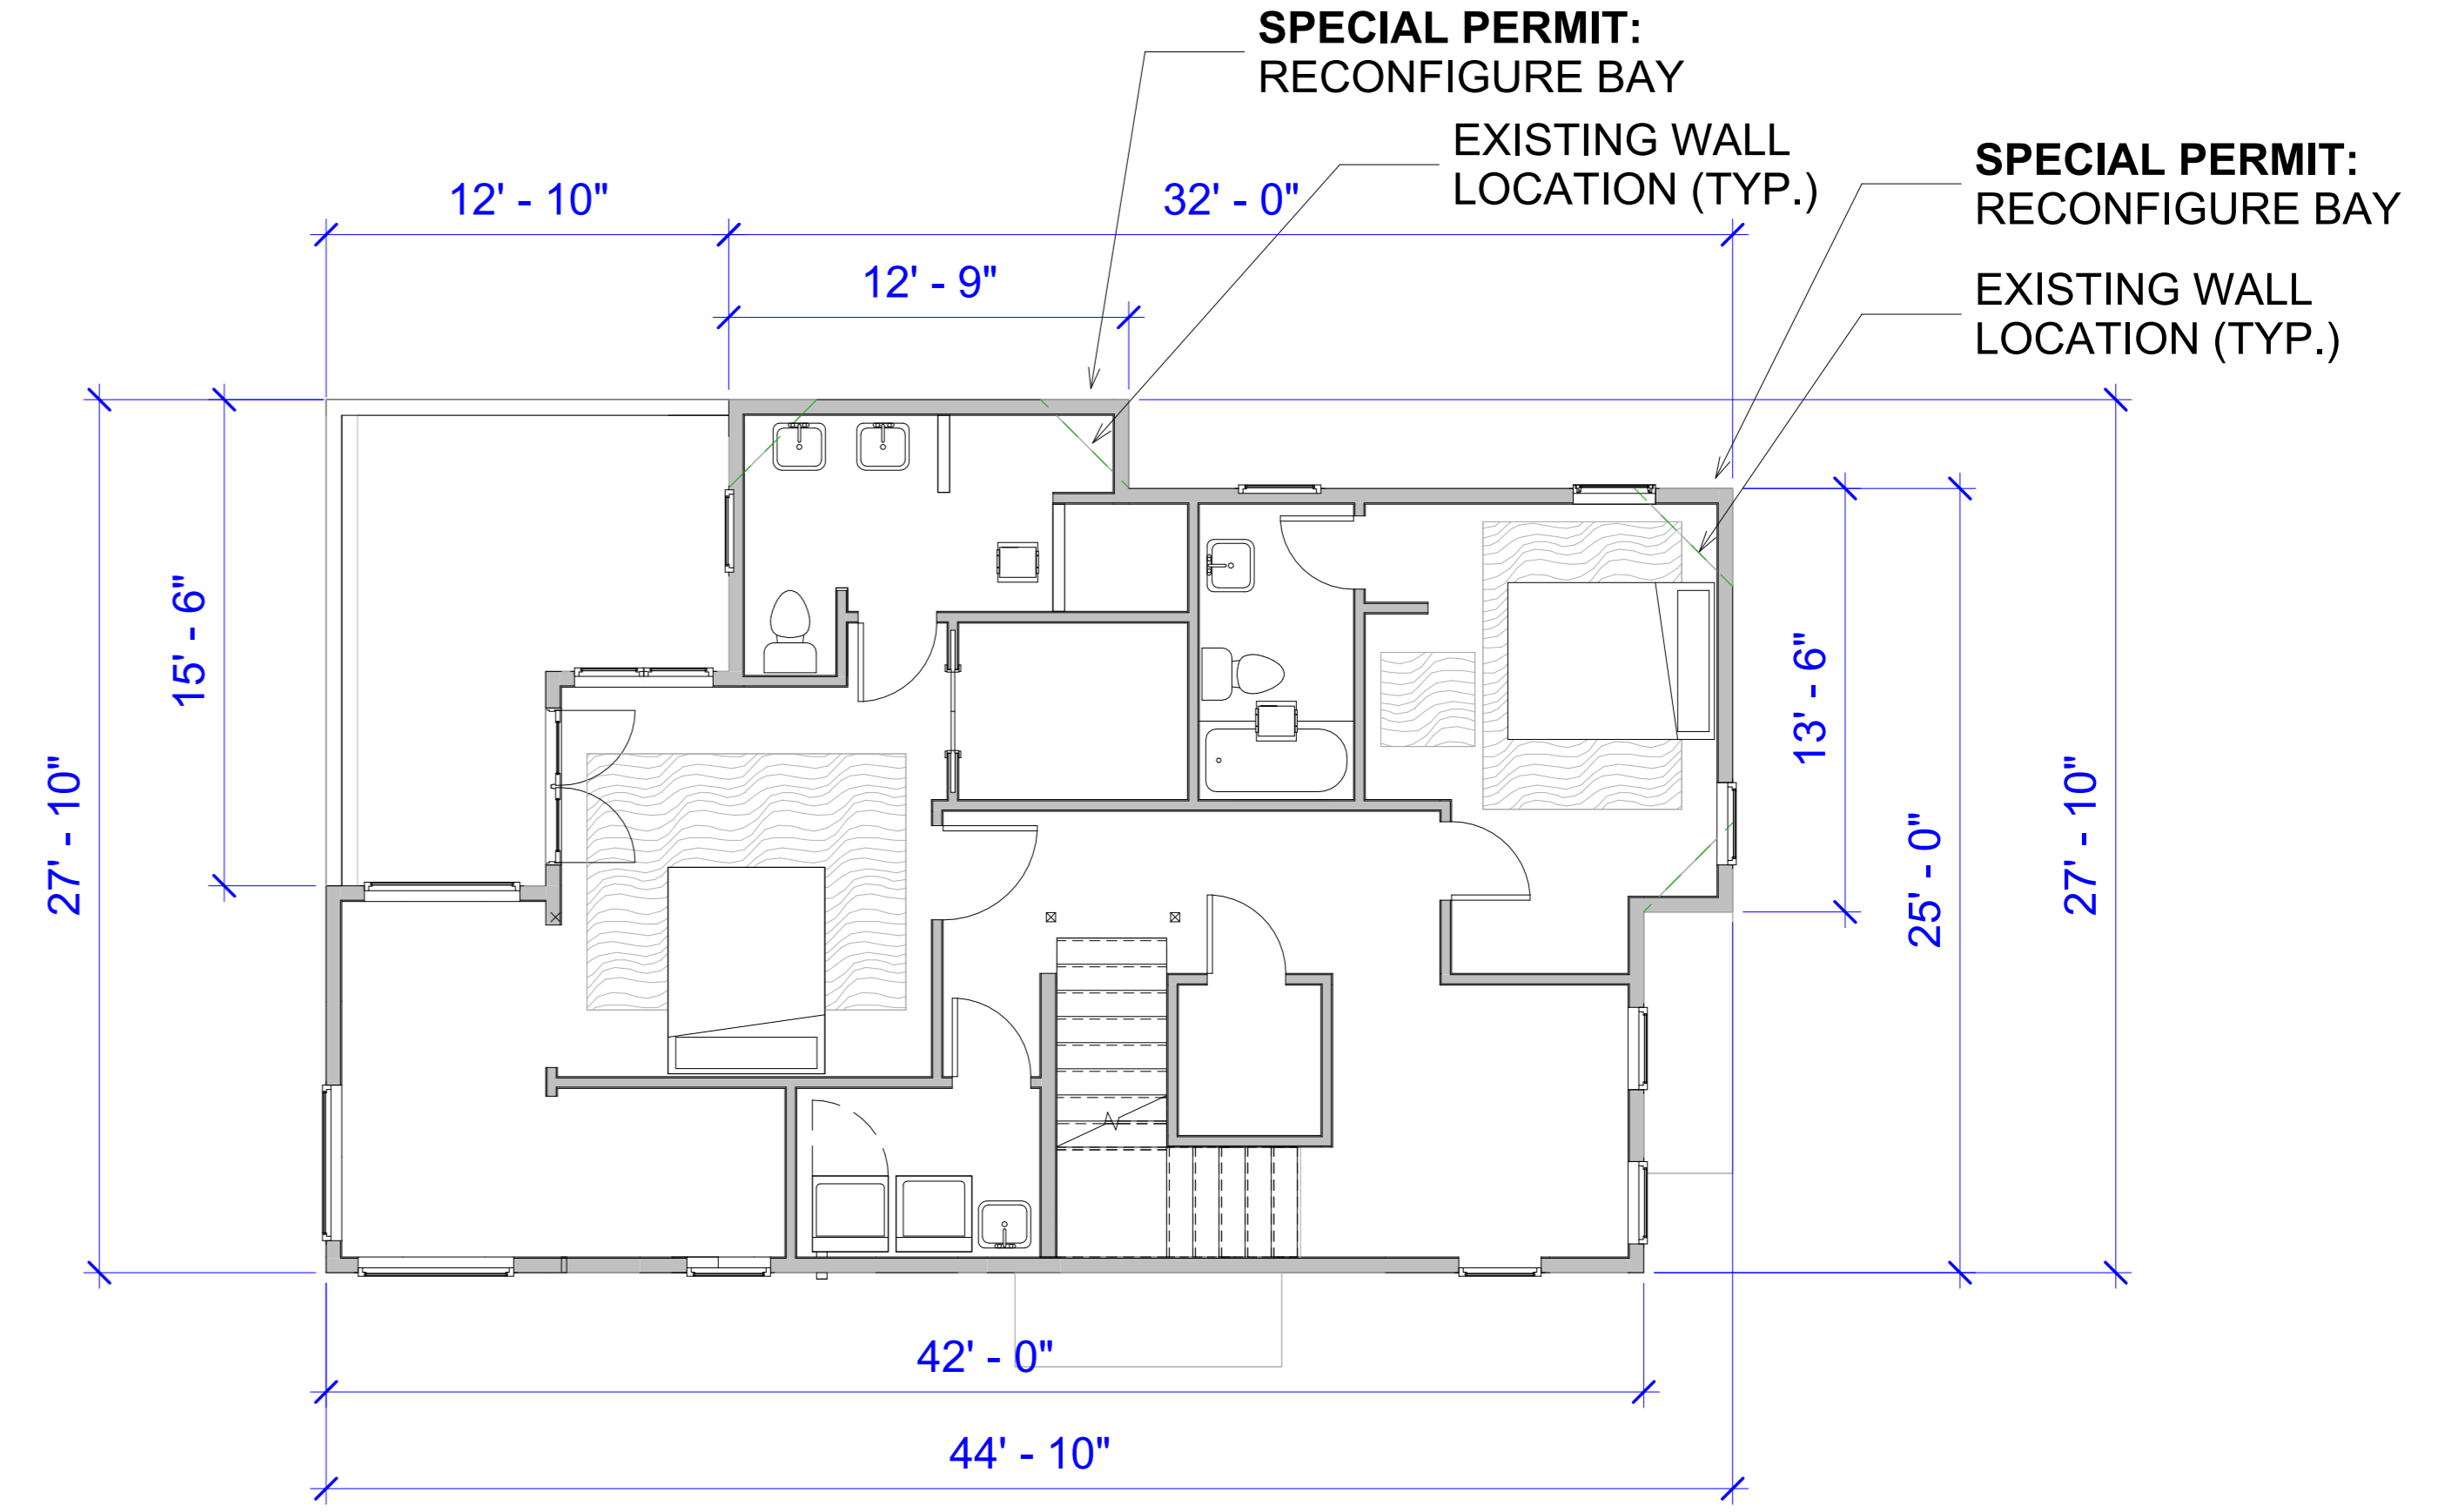 SPECIAL PERMIT:
RECONFIGURE BAY
EXISTING WALL
LOCATION (TYP.)
SPECIAL PERMIT:
RECONFIGURE BAY
EXISTING WALL
LOCATION (TYP.)
12' - 10"
32' - 0"
12' - 9"
15' - 6"
27' - 10"
13' - 6"
25' - 0"
27' - 10"
42' - 0"
44' - 10"